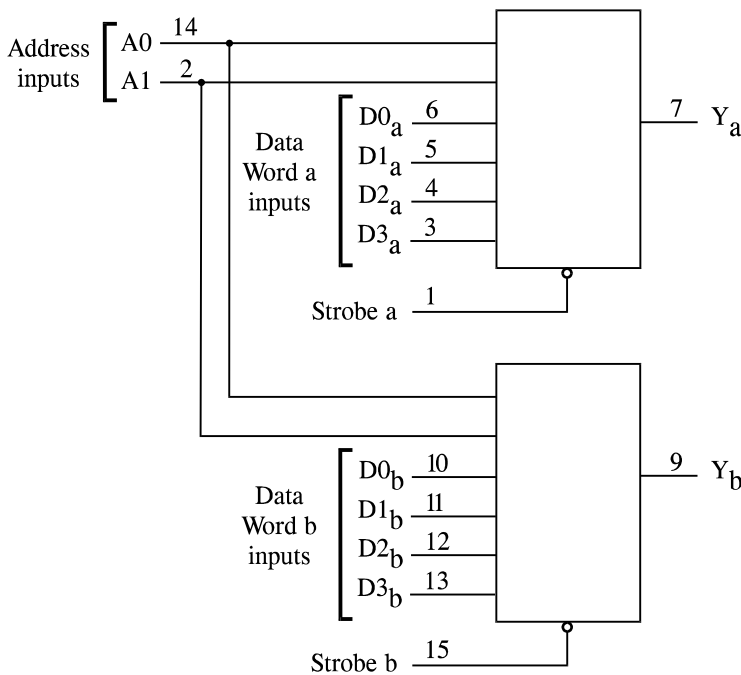 Address
inputs
A0
14
A1
2
Data
Word a
inputs
D0a
6
D1a
5
D2a
4
D3a
3
7
Ya
Strobe a
1
Data
Word b
inputs
D0b
10
D1b
11
D2b
12
D3b
13
9
Yb
Strobe b
15